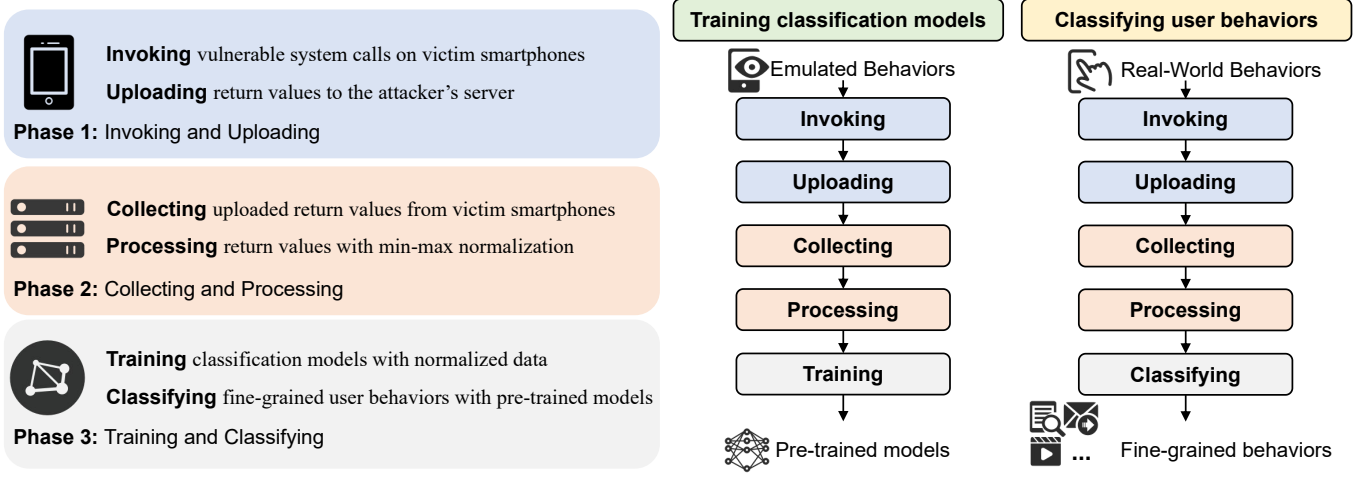 Invoking vulnerable system calls on victim smartphones
Uploading return values to the attacker's server
Phase 1: Invoking and Uploading
Collecting uploaded return values from victim smartphones
Processing return values with min-max normalization
Phase 2: Collecting and Processing
Training classification models with normalized data
Classifying fine-grained user behaviors with pre-trained models
Phase 3: Training and Classifying
Training classification models
Emulated Behaviors
Invoking
Uploading
Collecting
Processing
Training
Pre-trained models
Classifying user behaviors
Real-World Behaviors
Invoking
Uploading
Collecting
Processing
Classifying
...
Fine-grained behaviors